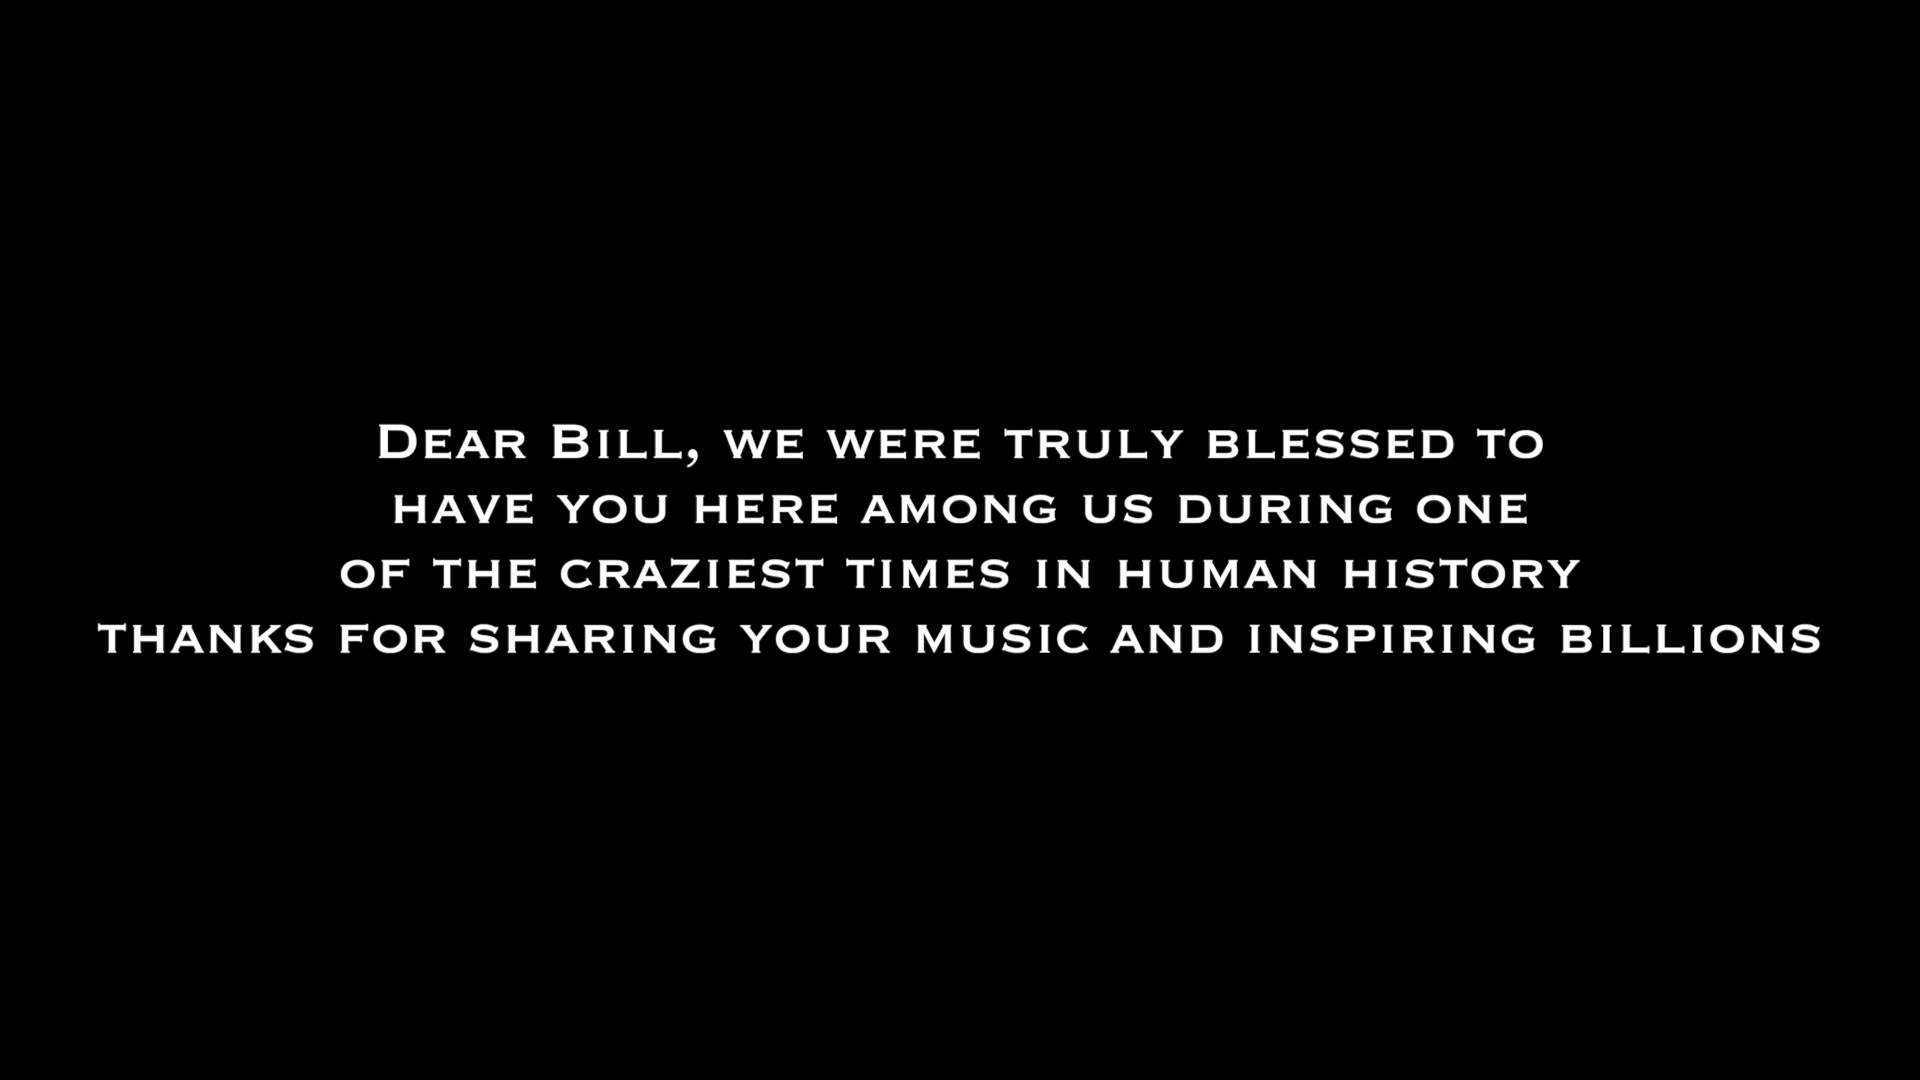 Dear Bill, we were truly blessed to
have you here among us during one
of the craziest times in human history
thanks for sharing your music and inspiring billions